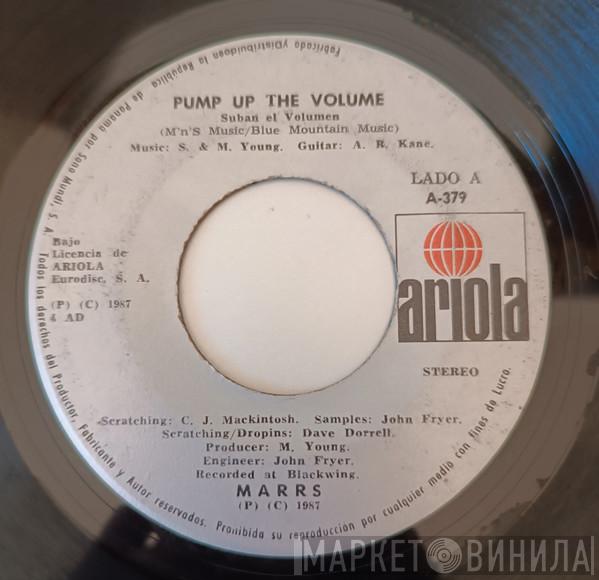 Fabricado y Distribuido en la República de Panamá por Sono Mundi, S. A.
PUMP UP THE VOLUME
Suban el Volumen
(M'n'S Music/Blue Mountain Music)
Music: S. & M. Young. Guitar: A. R. Kane.
LADO A
A-379
Bajo
Licencia de
ARIOLA
Eurodisc, S. A.
(P) (C) 1987
4 AD
ariola
STEREO
Scratching: C. J. Mackintosh. Samples: John Fryer.
Scratching/Dropins: Dave Dorrell.
Producer: M. Young.
Engineer: John Fryer.
Recorded at Blackwing.
MARRS
(P) (C) 1987
Todos los derechos del Productor, Fabricante y Autor reservados. Prohibida su reproducción por cualquier medio con fines de Lucro.
МАРКЕТ ВИНИЛА